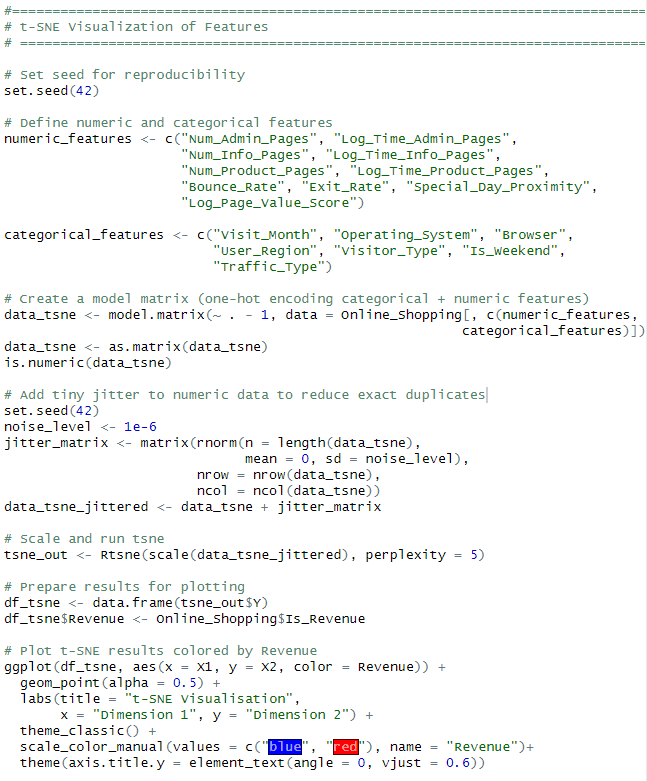 #===============================================================================
# t-SNE Visualization of Features
# ==============================================================================
# Set seed for reproducibility
set.seed(42)
# Define numeric and categorical features
numeric_features <- c("Num_Admin_Pages", "Log_Time_Admin_Pages",
                      "Num_Info_Pages", "Log_Time_Info_Pages",
                      "Num_Product_Pages", "Log_Time_Product_Pages",
                      "Bounce_Rate", "Exit_Rate", "Special_Day_Proximity",
                      "Log_Page_Value_Score")
categorical_features <- c("Visit_Month", "Operating_System", "Browser",
                          "User_Region", "Visitor_Type", "Is_Weekend",
                          "Traffic_Type")
# Create a model matrix (one-hot encoding categorical + numeric features)
data_tsne <- model.matrix(~ . - 1, data = Online_Shopping[, c(numeric_features,
                                                         categorical_features)])
data_tsne <- as.matrix(data_tsne)
is.numeric(data_tsne)
# Add tiny jitter to numeric data to reduce exact duplicates
set.seed(42)
noise_level <- 1e-6
jitter_matrix <- matrix(rnorm(n = length(data_tsne),
                              mean = 0, sd = noise_level),
                        nrow = nrow(data_tsne),
                        ncol = ncol(data_tsne))
data_tsne_jittered <- data_tsne + jitter_matrix
# Scale and run tsne
tsne_out <- Rtsne(scale(data_tsne_jittered), perplexity = 5)
# Prepare results for plotting
df_tsne <- data.frame(tsne_out$Y)
df_tsne$Revenue <- Online_Shopping$Is_Revenue
# Plot t-SNE results colored by Revenue
ggplot(df_tsne, aes(x = X1, y = X2, color = Revenue)) +
  geom_point(alpha = 0.5) +
  labs(title = "t-SNE Visualisation",
       x = "Dimension 1", y = "Dimension 2") +
  theme_classic() +
  scale_color_manual(values = c("blue", "red"), name = "Revenue")+
  theme(axis.title.y = element_text(angle = 0, vjust = 0.6))